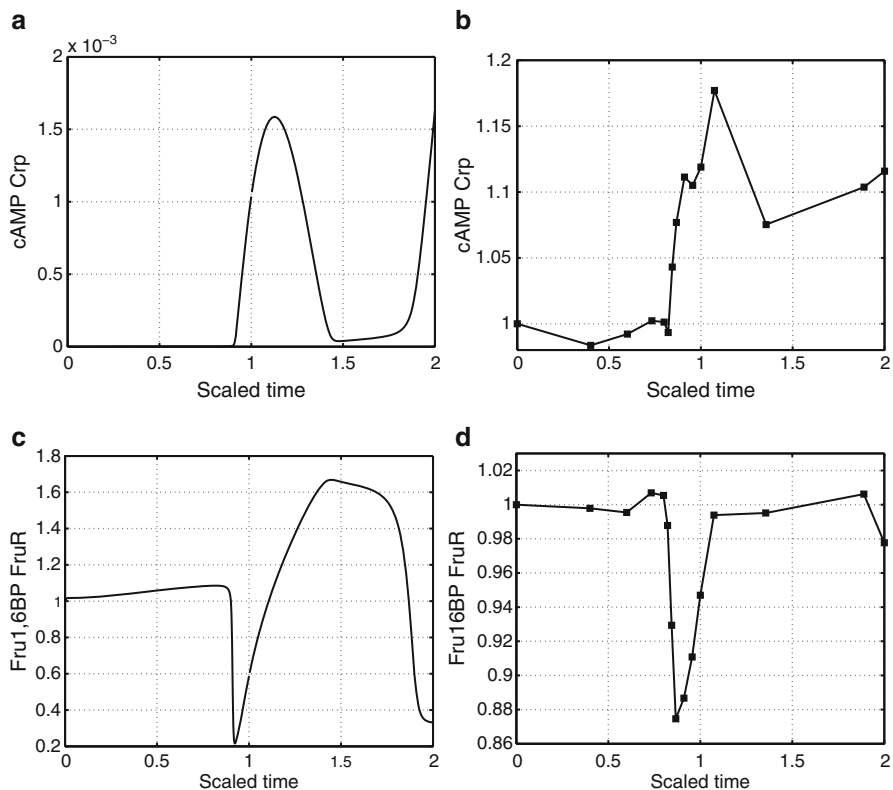 a
x 10⁻³
2
1.5
1
0.5
0
0 0.5 1 1.5 2
cAMP Crp
Scaled time
b
1.2
1.15
1.1
1.05
1
0 0.5 1 1.5 2
cAMP Crp
Scaled time
c
1.8
1.6
1.4
1.2
1
0.8
0.6
0.4
0.2
0 0.5 1 1.5 2
Fru1,6BP FruR
Scaled time
d
1.02
1
0.98
0.96
0.94
0.92
0.9
0.88
0.86
0 0.5 1 1.5 2
Fru16BP FruR
Scaled time